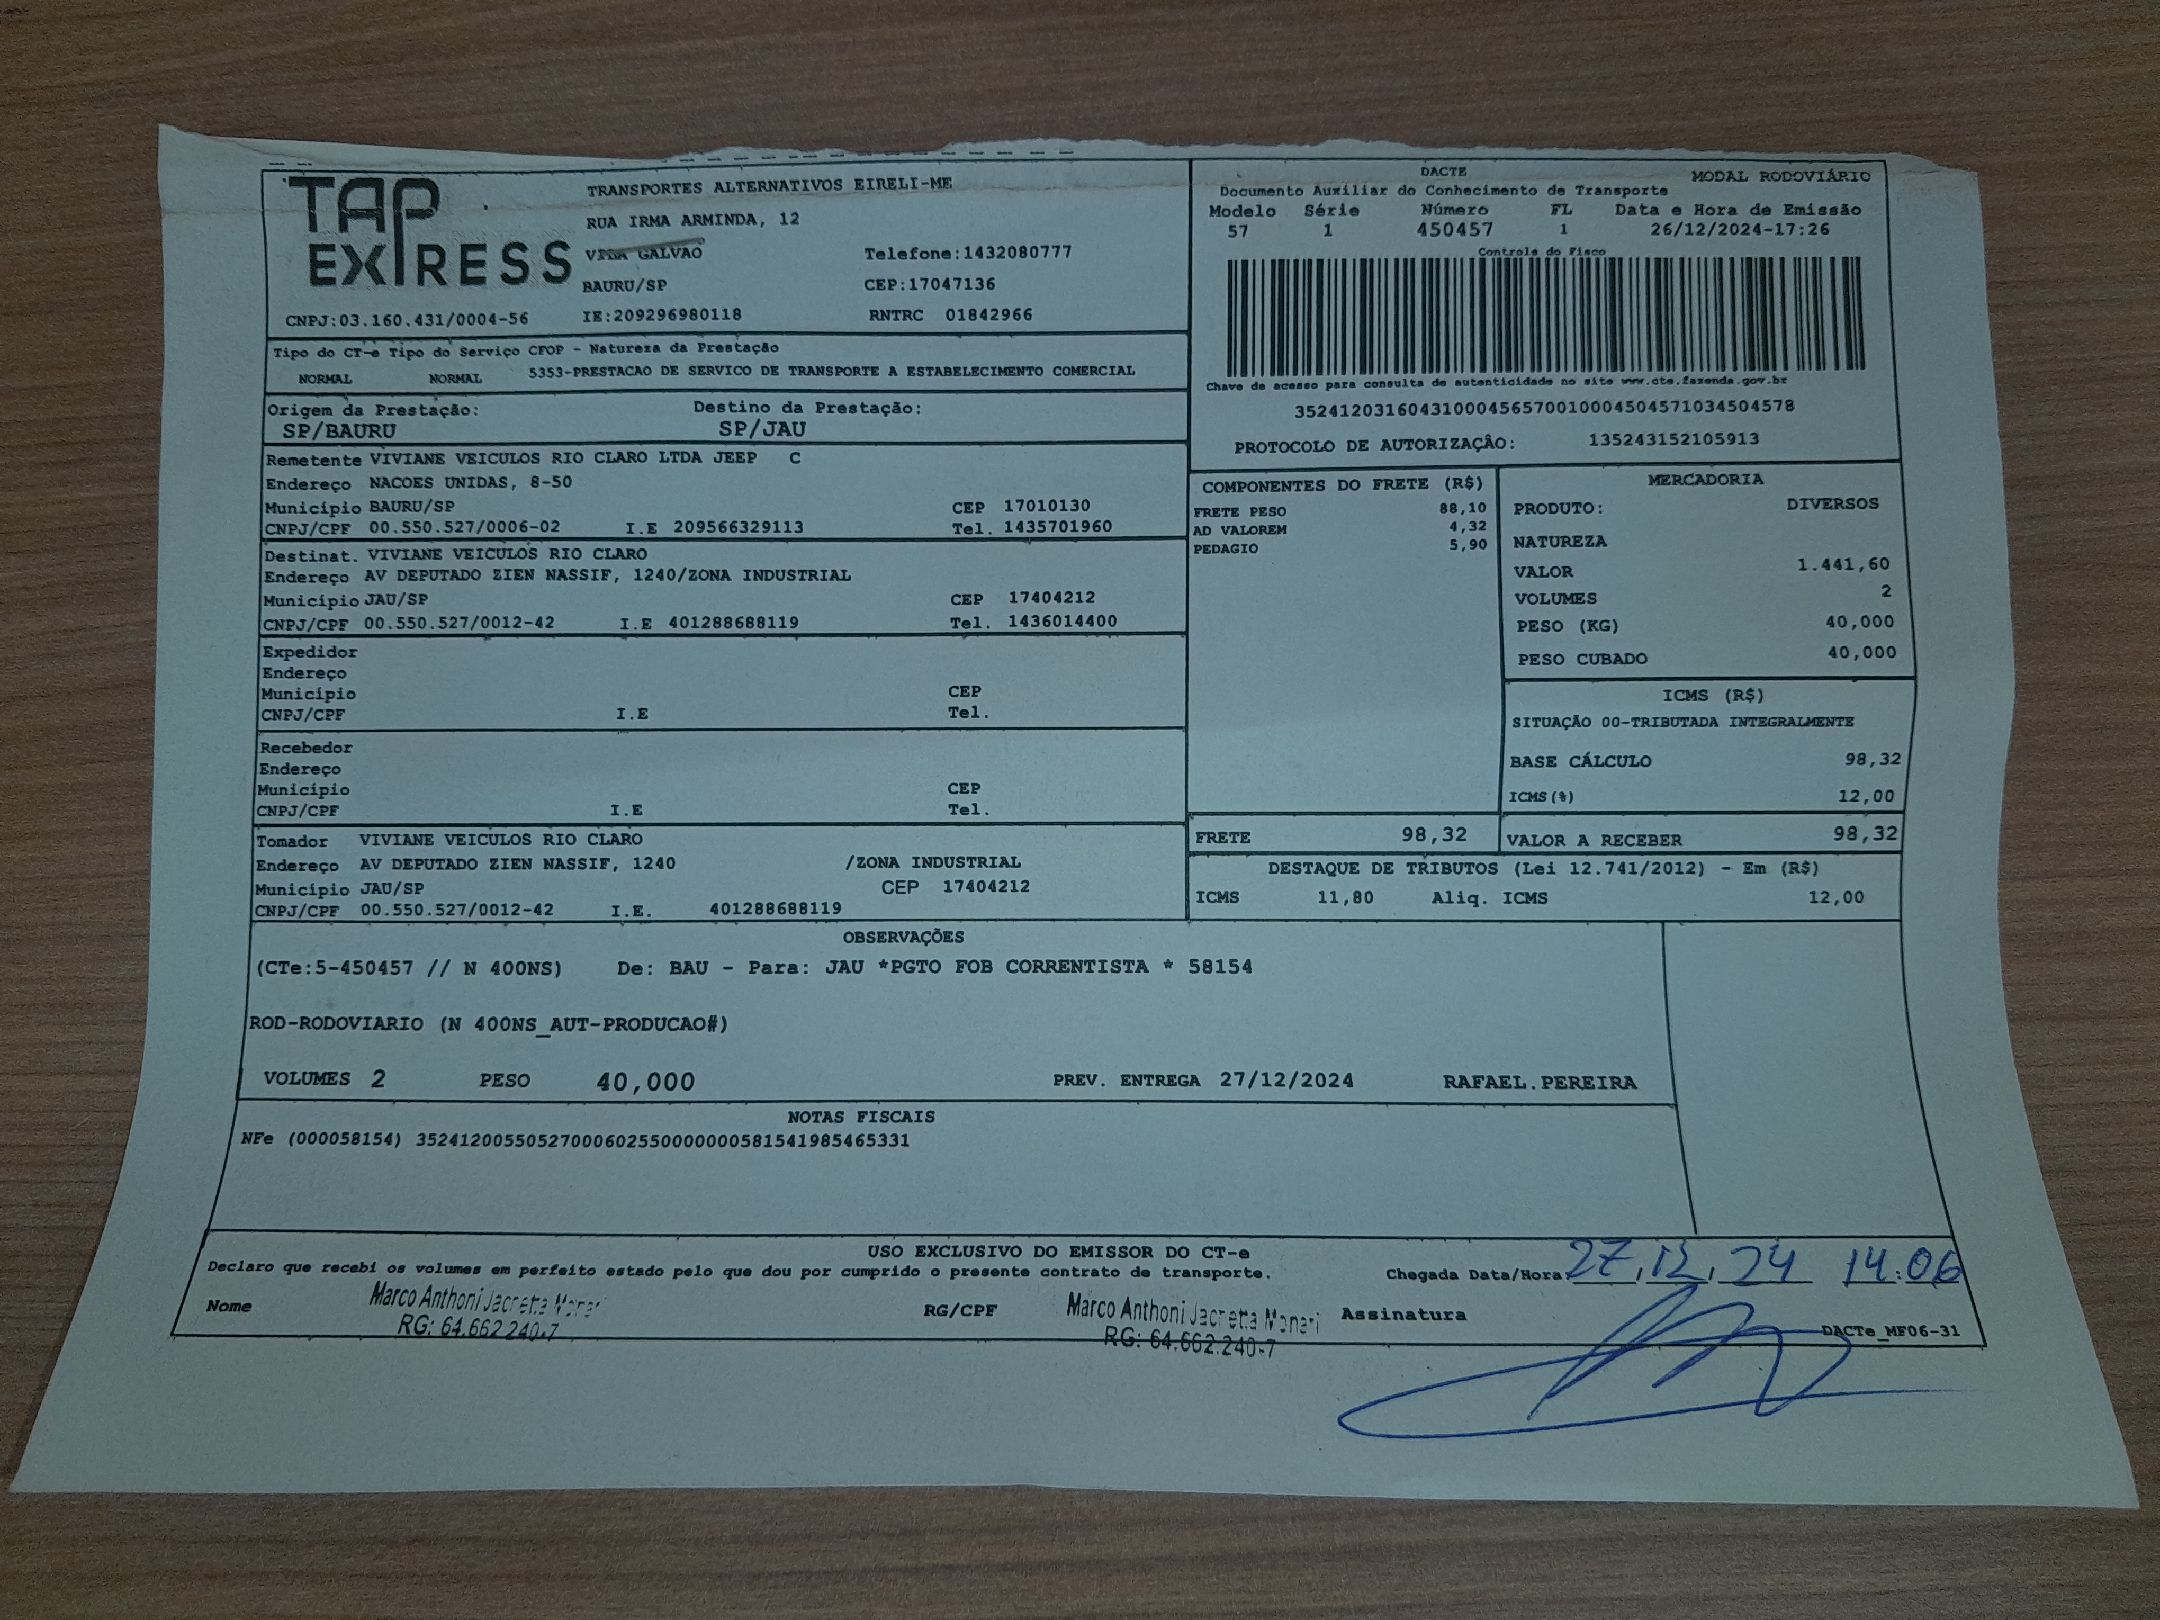 TAP EXPRESS
TRANSPORTES ALTERNATIVOS EIRELI-ME
RUA IRMA ARMINDA, 12
GALVAO Telefone:1432080777
BAURU/SP CEP:17047136
CNPJ:03.160.431/0004-56 IE:209296980118 RNTRC 01842966
DACTE MODAL RODOVIÁRIO
Documento Auxiliar do Conhecimento de Transporte
Modelo Série Número FL Data e Hora de Emissão
57 1 450457 1 26/12/2024-17:26
Controle do Fisco
Chave de acesso para consulta de autenticidade no site www.cte.fazenda.gov.br
35241203160431000456570010004504571034504578
PROTOCOLO DE AUTORIZAÇÂO: 135243152105913
Tipo do CT-e Tipo do Serviço CFOP - Natureza da Prestação
NORMAL NORMAL 5353-PRESTACAO DE SERVICO DE TRANSPORTE A ESTABELECIMENTO COMERCIAL
Origem da Prestação: Destino da Prestação:
SP/BAURU SP/JAU
Remetente VIVIANE VEICULOS RIO CLARO LTDA JEEP C
Endereço NACOES UNIDAS, 8-50
Município BAURU/SP CEP 17010130
CNPJ/CPF 00.550.527/0006-02 I.E 209566329113 Tel. 1435701960
Destinat. VIVIANE VEICULOS RIO CLARO
Endereço AV DEPUTADO ZIEN NASSIF, 1240/ZONA INDUSTRIAL
Município JAU/SP CEP 17404212
CNPJ/CPF 00.550.527/0012-42 I.E 401288688119 Tel. 1436014400
Expedidor
Endereço
Município CEP
CNPJ/CPF I.E Tel.
Recebedor
Endereço
Município CEP
CNPJ/CPF I.E Tel.
Tomador VIVIANE VEICULOS RIO CLARO
Endereço AV DEPUTADO ZIEN NASSIF, 1240 /ZONA INDUSTRIAL
Município JAU/SP CEP 17404212
CNPJ/CPF 00.550.527/0012-42 I.E. 401288688119
COMPONENTES DO FRETE (R$)
FRETE PESO 88,10
AD VALOREM 4,32
PEDAGIO 5,90
MERCADORIA
PRODUTO: DIVERSOS
NATUREZA
VALOR 1.441,60
VOLUMES 2
PESO (KG) 40,000
PESO CUBADO 40,000
ICMS (R$)
SITUAÇÃO 00-TRIBUTADA INTEGRALMENTE
BASE CÁLCULO 98,32
ICMS(%) 12,00
FRETE 98,32 VALOR A RECEBER 98,32
DESTAQUE DE TRIBUTOS (Lei 12.741/2012) - Em (R$)
ICMS 11,80 Aliq. ICMS 12,00
OBSERVAÇÕES
(CTe:5-450457 // N 400NS) De: BAU - Para: JAU *PGTO FOB CORRENTISTA * 58154
ROD-RODOVIARIO (N 400NS_AUT-PRODUCAO#)
VOLUMES 2 PESO 40,000 PREV. ENTREGA 27/12/2024 RAFAEL.PEREIRA
NOTAS FISCAIS
NFe (000058154) 35241200550527000602550000000581541985465331
USO EXCLUSIVO DO EMISSOR DO CT-e
Declaro que recebi os volumes em perfeito estado pelo que dou por cumprido o presente contrato de transporte. Chegada Data/Hora: 27.12.24 14:06
Nome Marco Anthoni Jacretta RG/CPF Marco Anthoni Jacretta Assinatura
RG: 64.662.240-7 RG: 64.662.240-7 DACTe_MF06-31